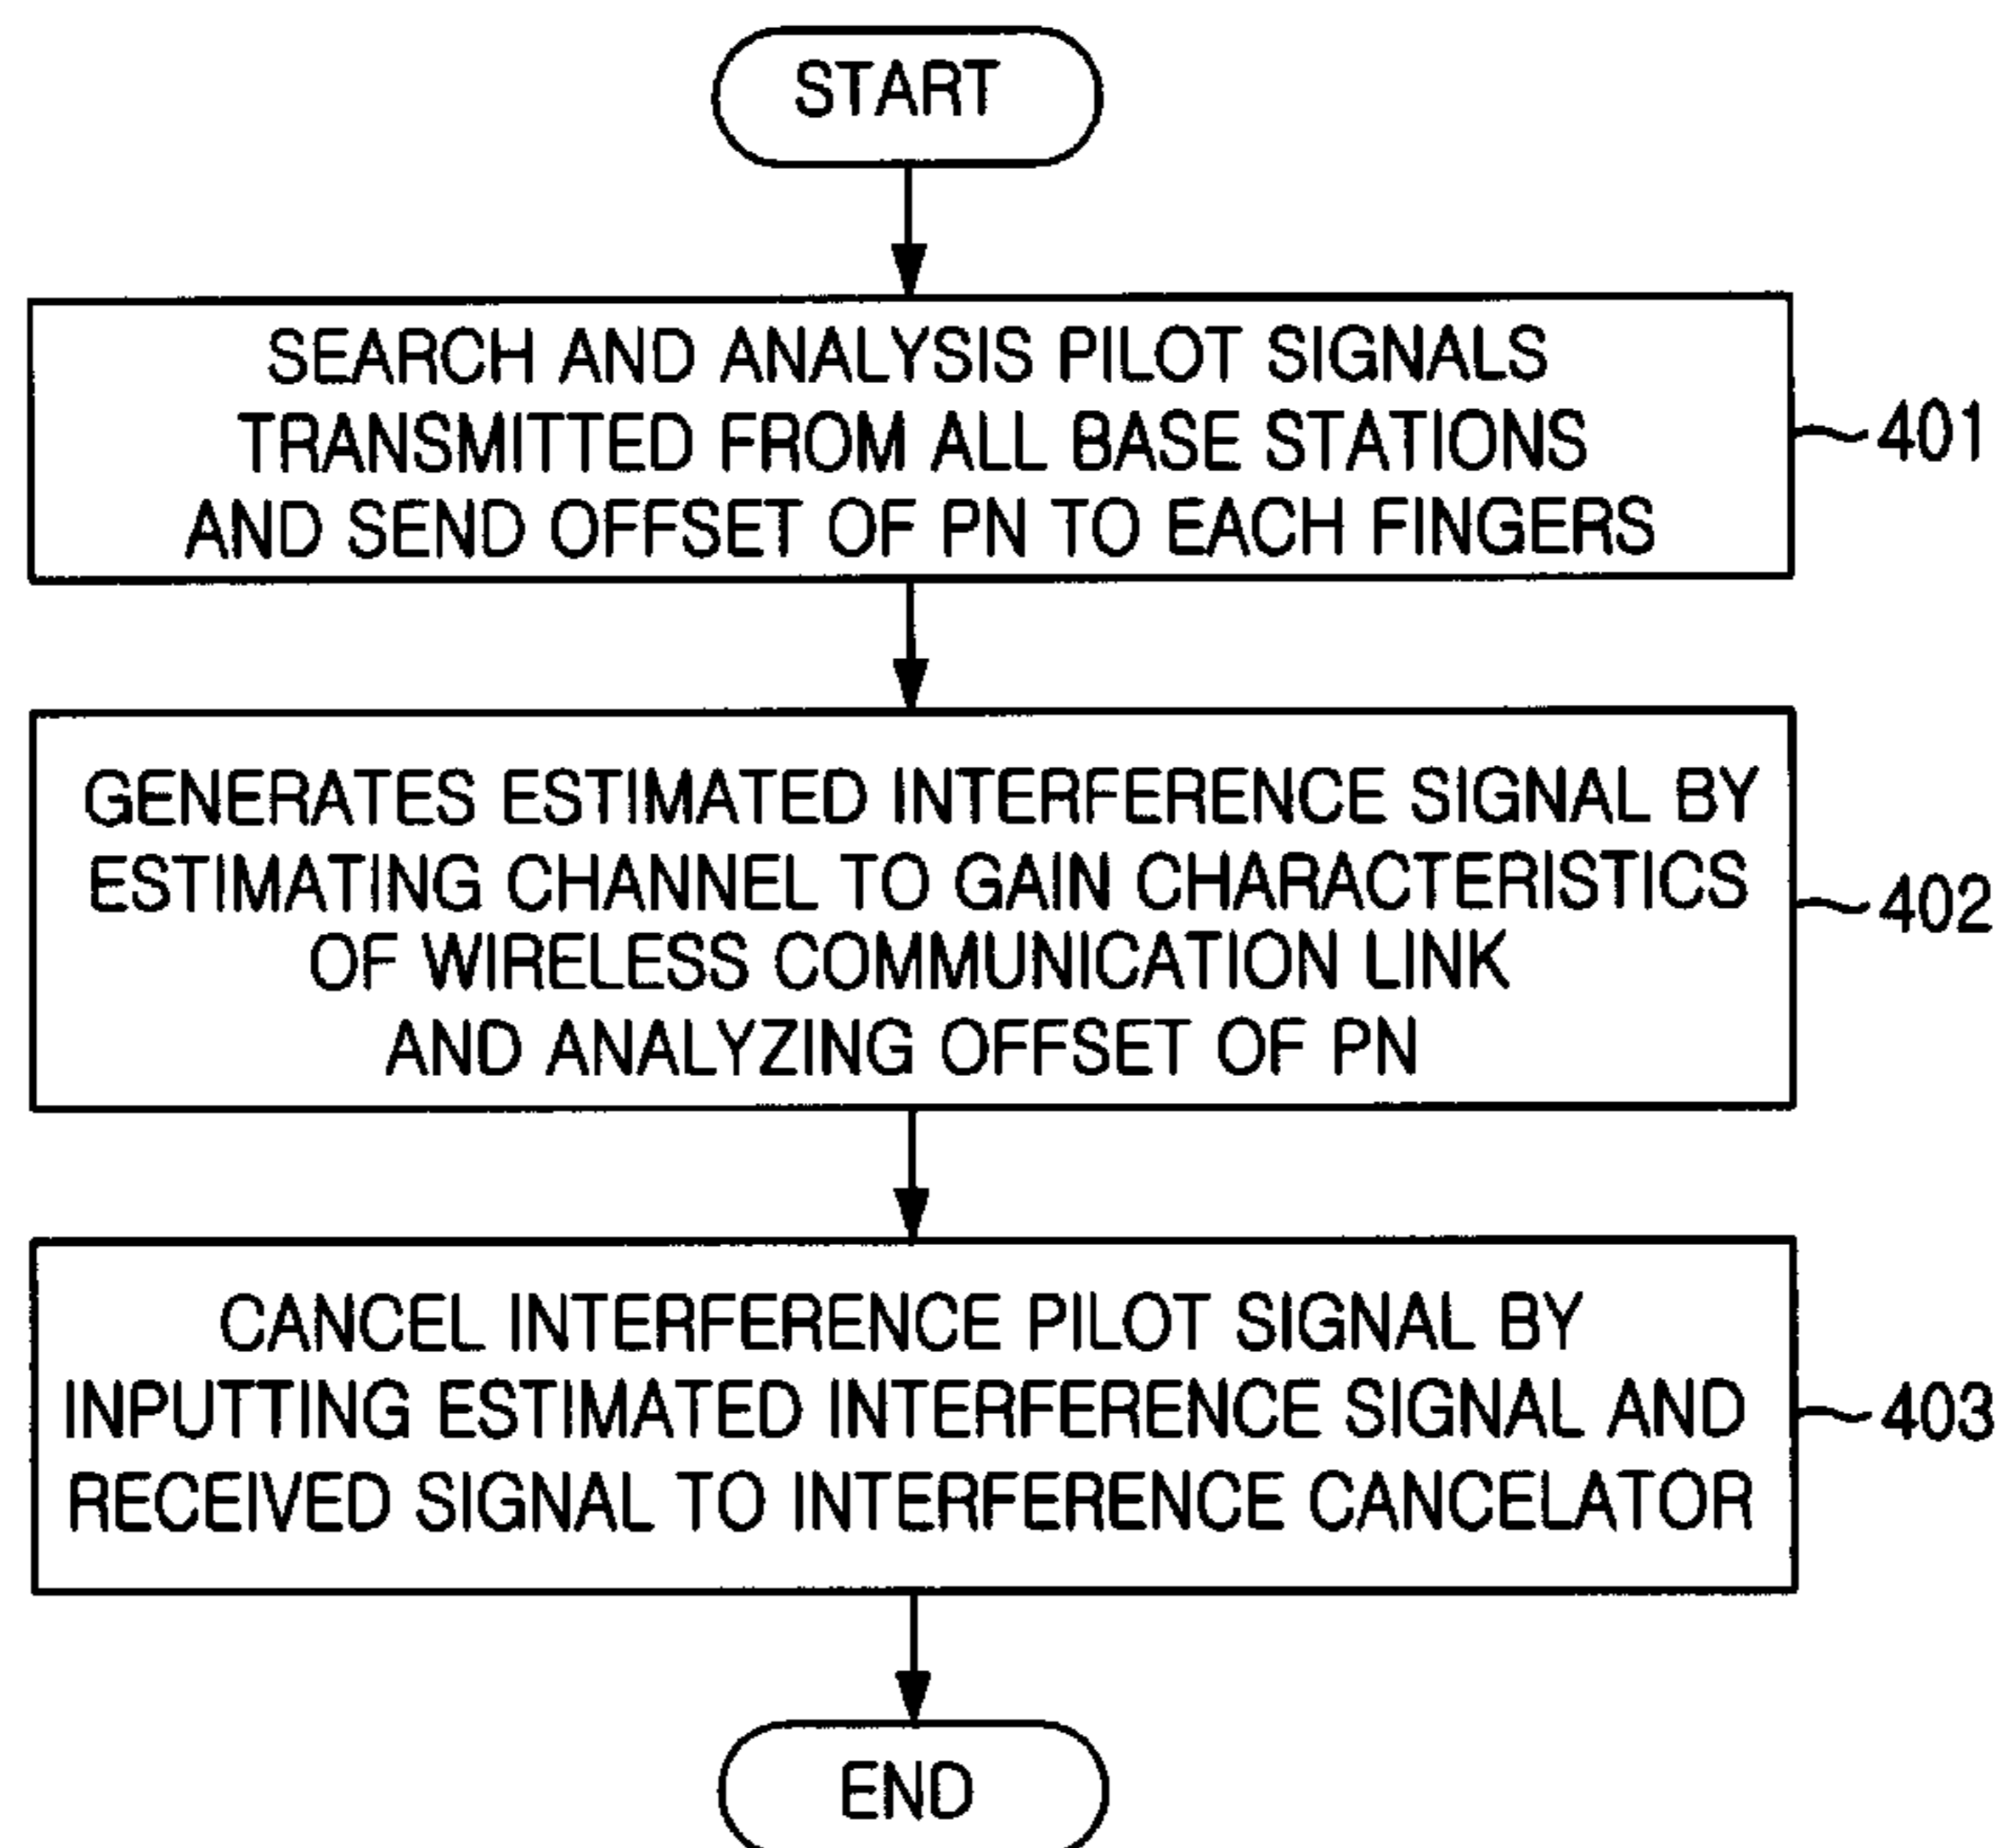 START
SEARCH AND ANALYSIS PILOT SIGNALS
TRANSMITTED FROM ALL BASE STATIONS
AND SEND OFFSET OF PN TO EACH FINGERS
401
GENERATES ESTIMATED INTERFERENCE SIGNAL BY
ESTIMATING CHANNEL TO GAIN CHARACTERISTICS
OF WIRELESS COMMUNICATION LINK
AND ANALYZING OFFSET OF PN
402
CANCEL INTERFERENCE PILOT SIGNAL BY
INPUTTING ESTIMATED INTERFERENCE SIGNAL AND
RECEIVED SIGNAL TO INTERFERENCE CANCELATOR
403
END